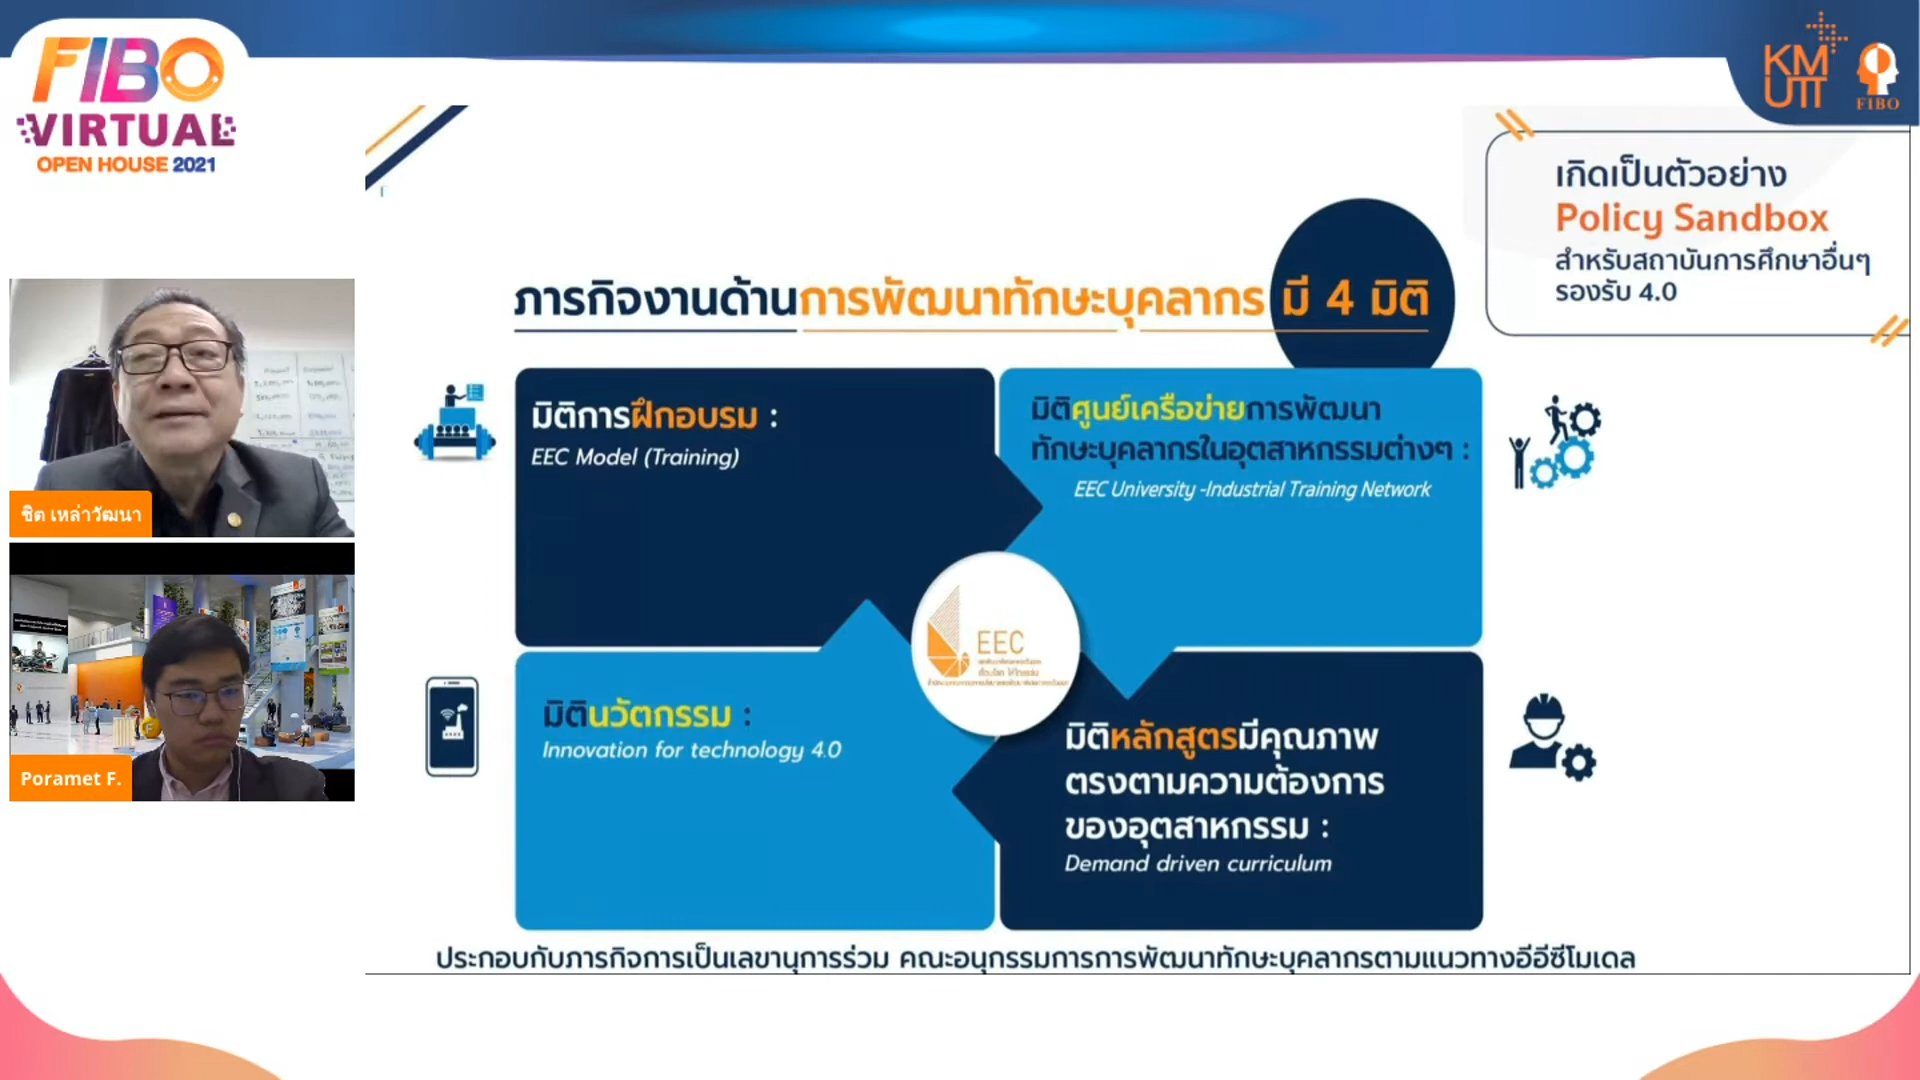 FIBO
VIRTUAL
OPEN HOUSE 2021
KM
UTT
FIBO
เกิดเป็นตัวอย่าง
Policy Sandbox
สำหรับสถาบันการศึกษาอื่นๆ
รองรับ 4.0
ภารกิจงานด้านการพัฒนาทักษะบุคลากร มี 4 มิติ
มิติการฝึกอบรม :
EEC Model (Training)
มิติศูนย์เครือข่ายการพัฒนา
ทักษะบุคลากรในอุตสาหกรรมต่างๆ :
EEC University -Industrial Training Network
EEC
มิตินวัตกรรม :
Innovation for technology 4.0
มิติหลักสูตรมีคุณภาพ
ตรงตามความต้องการ
ของอุตสาหกรรม :
Demand driven curriculum
ประกอบกับภารกิจการเป็นเลขานุการร่วม คณะอนุกรรมการการพัฒนาทักษะบุคลากรตามแนวทางอีอีซีโมเดล
ชิต เหล่าวัฒนา
Poramet F.